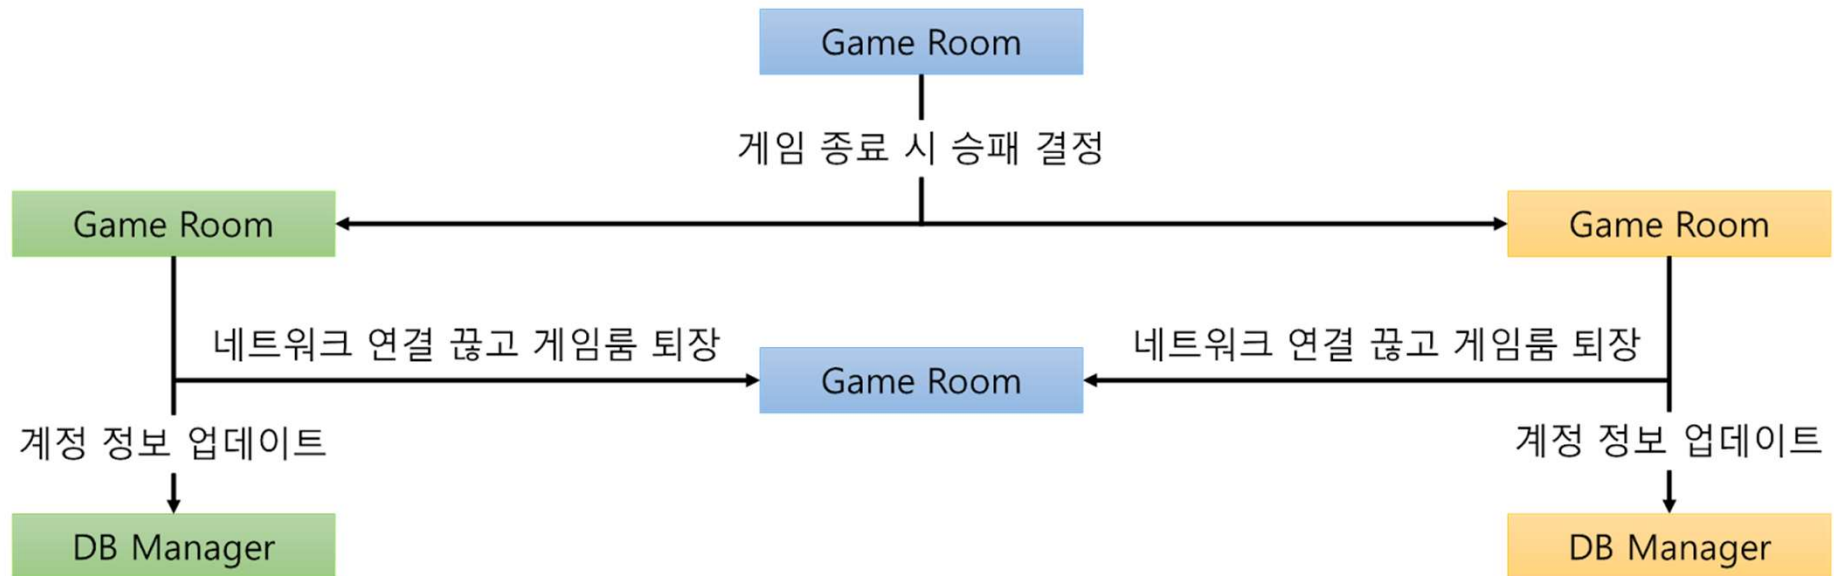 Game Room
게임 종료 시 승패 결정
Game Room
Game Room
네트워크 연결 끊고 게임룸 퇴장
네트워크 연결 끊고 게임룸 퇴장
Game Room
계정 정보 업데이트
계정 정보 업데이트
DB Manager
DB Manager